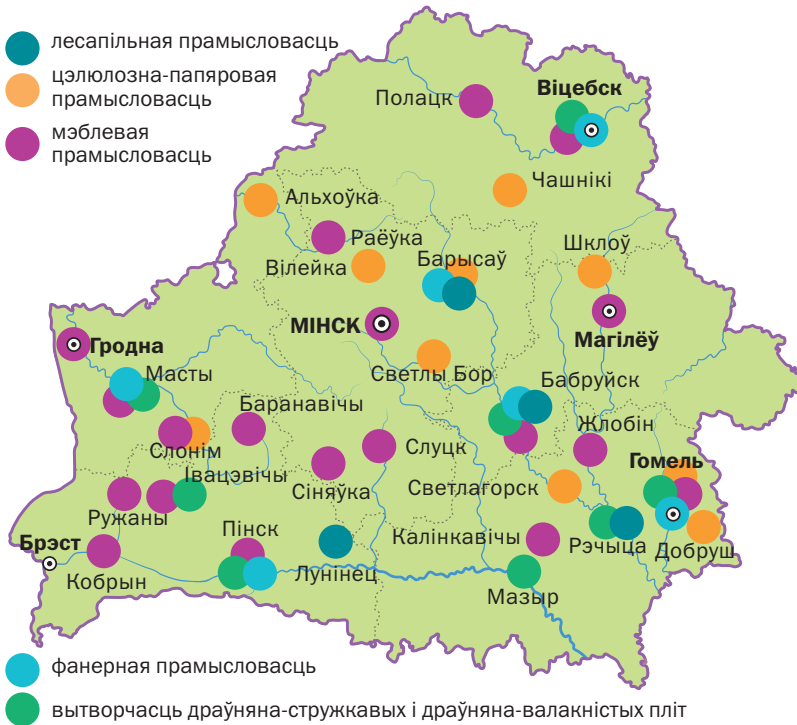 лесапільная прамысловасць
цэлюлозна-папяровая
прамысловасць
мэблевая
прамысловасць
Полацк
Віцебск
Чашнікі
Альхоўка
Раёўка
Вілейка
Барысаў
Шклоў
МІНСК
Магілёў
Гродна
Масты
Светлы Бор
Бабруйск
Баранавічы
Слонім
Слуцк
Жлобін
Івацэвічы
Сіняўка
Гомель
Светлагорск
Ружаны
Пінск
Калінкавічы
Рэчыца
Добруш
Брэст
Кобрын
Лунінец
Мазыр
фанерная прамысловасць
вытворчасць драўняна-стружкавых і драўняна-валакністых пліт